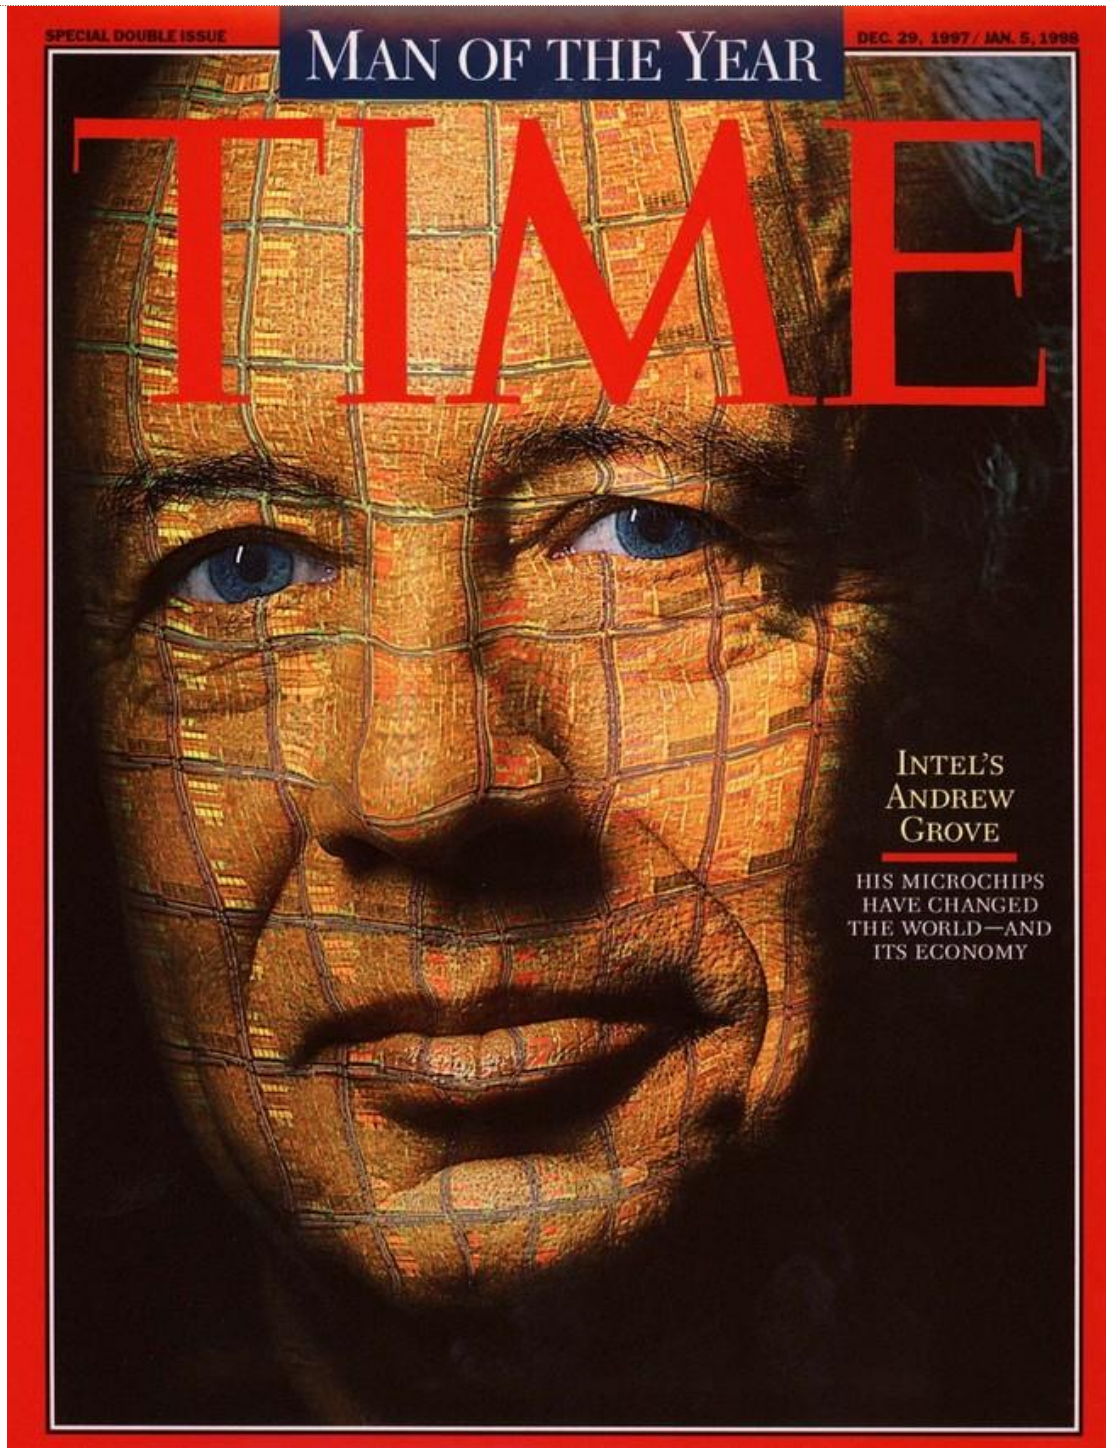 SPECIAL DOUBLE ISSUE
MAN OF THE YEAR
DEC. 29, 1997 / JAN. 5, 1998
TIME
INTEL'S
ANDREW
GROVE
HIS MICROCHIPS
HAVE CHANGED
THE WORLD—AND
ITS ECONOMY